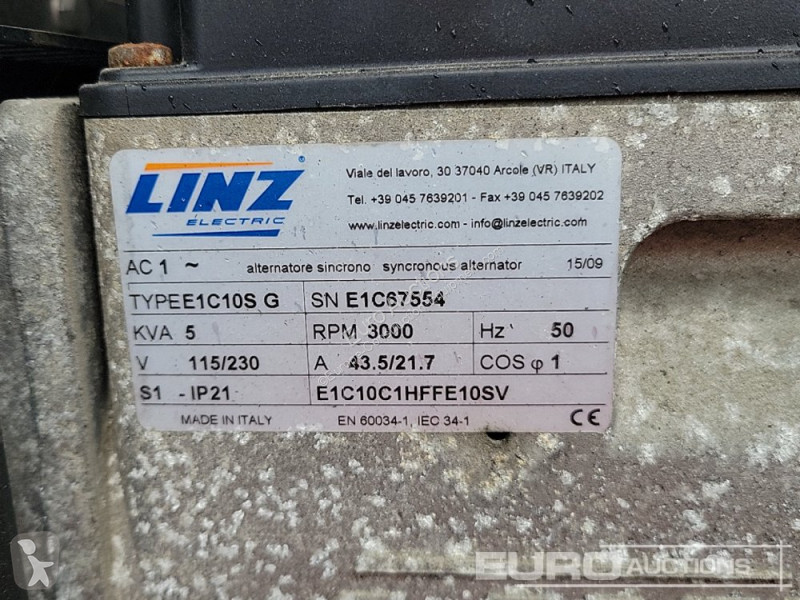 LINZ
ELECTRIC
Viale del lavoro, 30 37040 Arcole (VR) ITALY
Tel. +39 045 7639201 - Fax +39 045 7639202
www.linzelectric.com - info@linzelectric.com
AC 1 ~ alternatore sincrono syncronous alternator 15/09
TYPE E1C10S G SN E1C67554
KVA 5 RPM 3000 Hz 50
V 115/230 A 43.5/21.7 COS φ 1
S1 - IP21 E1C10C1HFFE10SV
MADE IN ITALY EN 60034-1, IEC 34-1 CE
EURO AUCTIONS